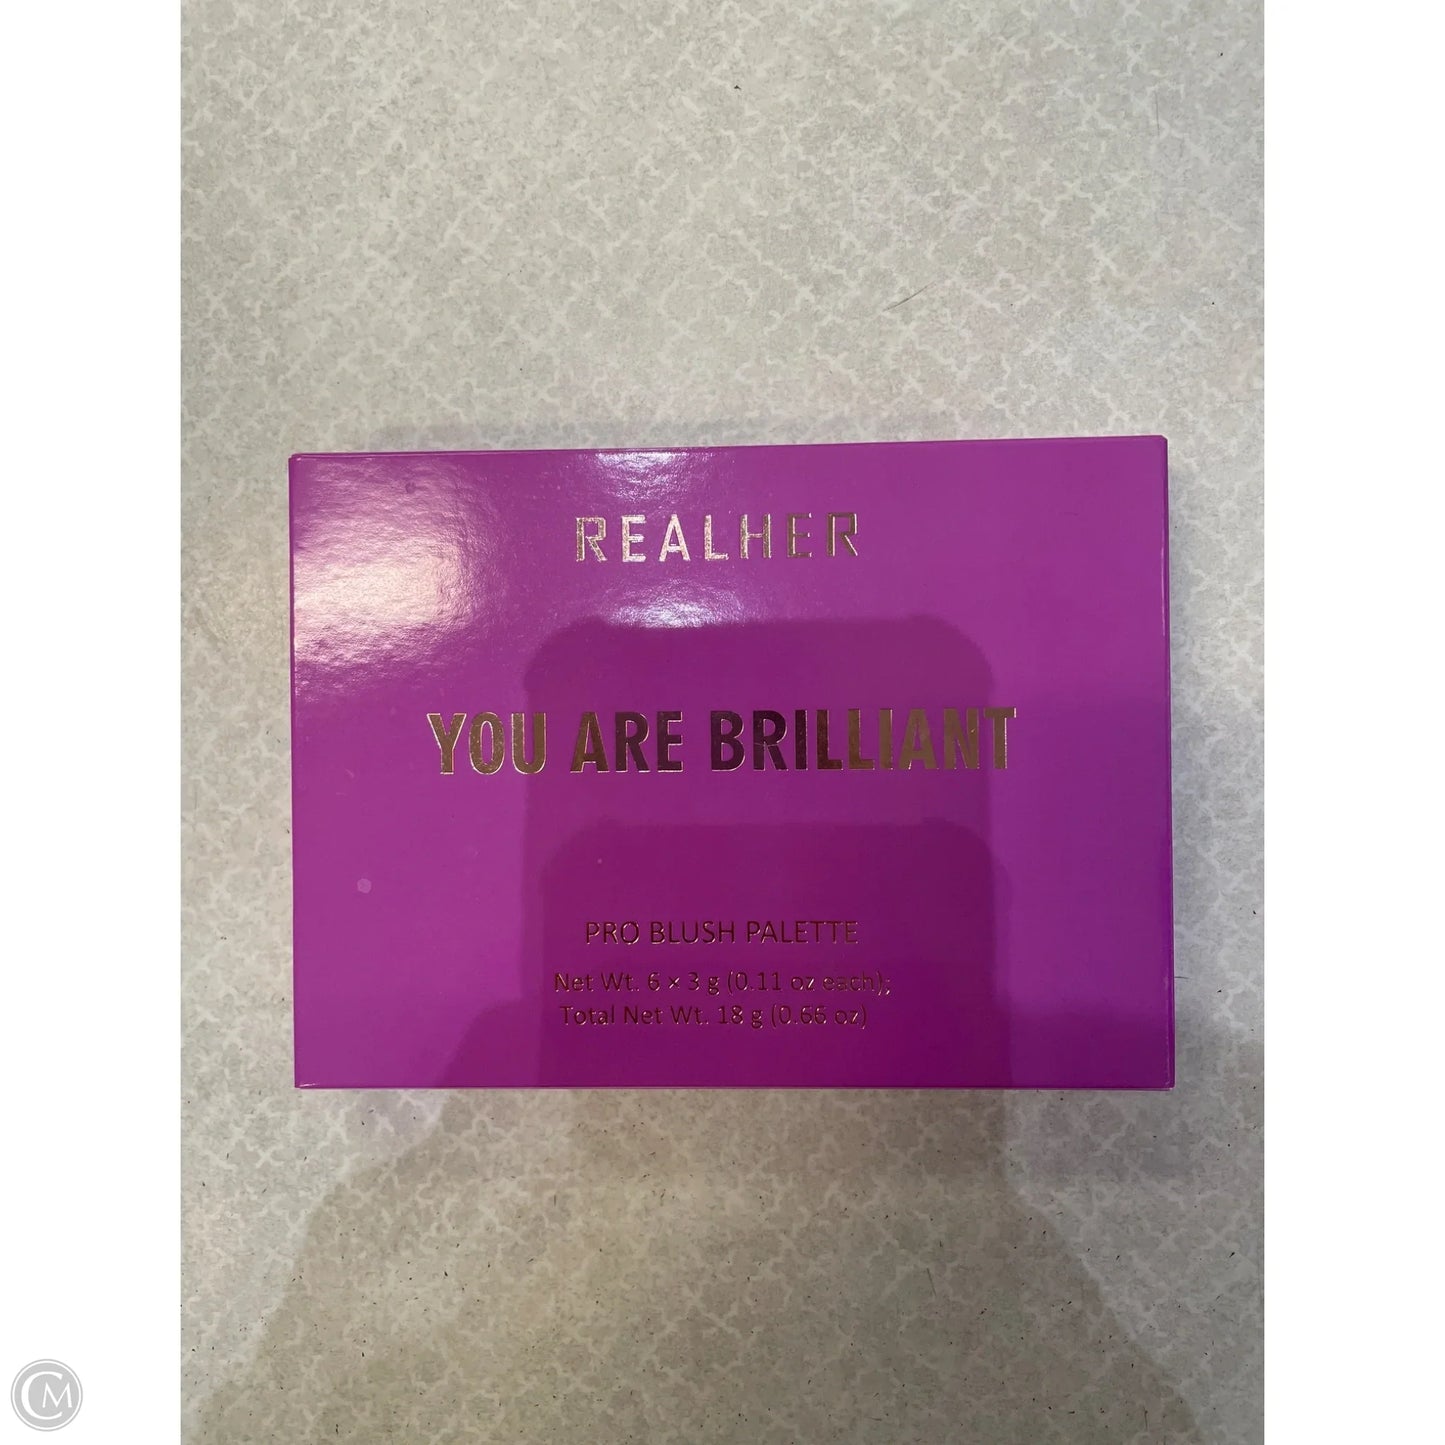 REALHER
YOU ARE BRILLIANT
PRO BLUSH PALETTE
Net Wt. 6 × 3 g (0.11 oz each);
Total Net Wt. 18 g (0.66 oz)
CM